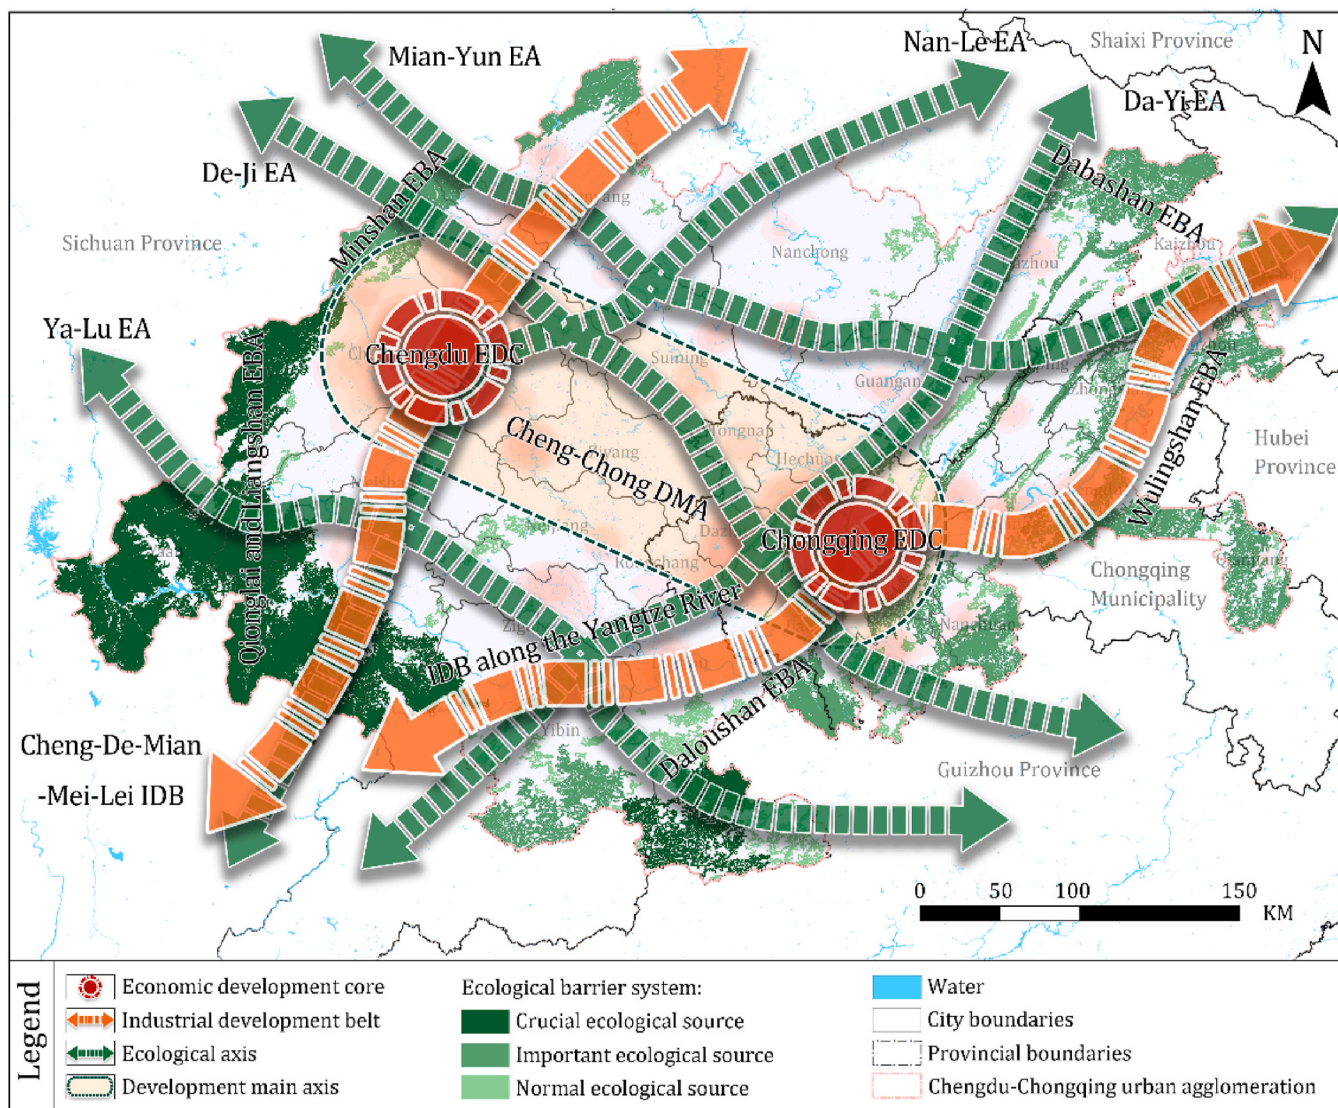 Mian-Yun EA
Nan-Le EA
Shaixi Province
N
Da-Yi EA
De-Ji EA
Minshan EBA
Dabashan EBA
Sichuan Province
Nanchong
Kaizhou
Ya-Lu EA
Chengdu EDC
Suining
Guangan
Qionglai and Liangshan EBA
Cheng-Chong DMA
Tongnan
Hechuan
Wulingshan EBA
Hubei
Province
Chongqing EDC
Chongqing
Municipality
IDB along the Yangtze River
Nanchuan
Daloushan EBA
Yibin
Cheng-De-Mian
-Mei-Lei IDB
Guizhou Province
0 50 100 150
KM
Legend
Economic development core
Industrial development belt
Ecological axis
Development main axis
Ecological barrier system:
Crucial ecological source
Important ecological source
Normal ecological source
Water
City boundaries
Provincial boundaries
Chengdu-Chongqing urban agglomeration